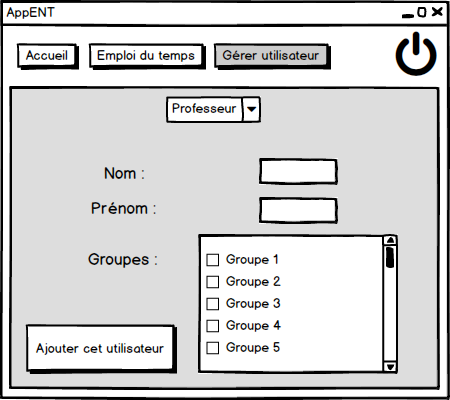 AppENT
Accueil Emploi du temps Gérer utilisateur
Professeur
Nom :
Prénom :
Groupes :
Groupe 1
Groupe 2
Groupe 3
Groupe 4
Groupe 5
Ajouter cet utilisateur